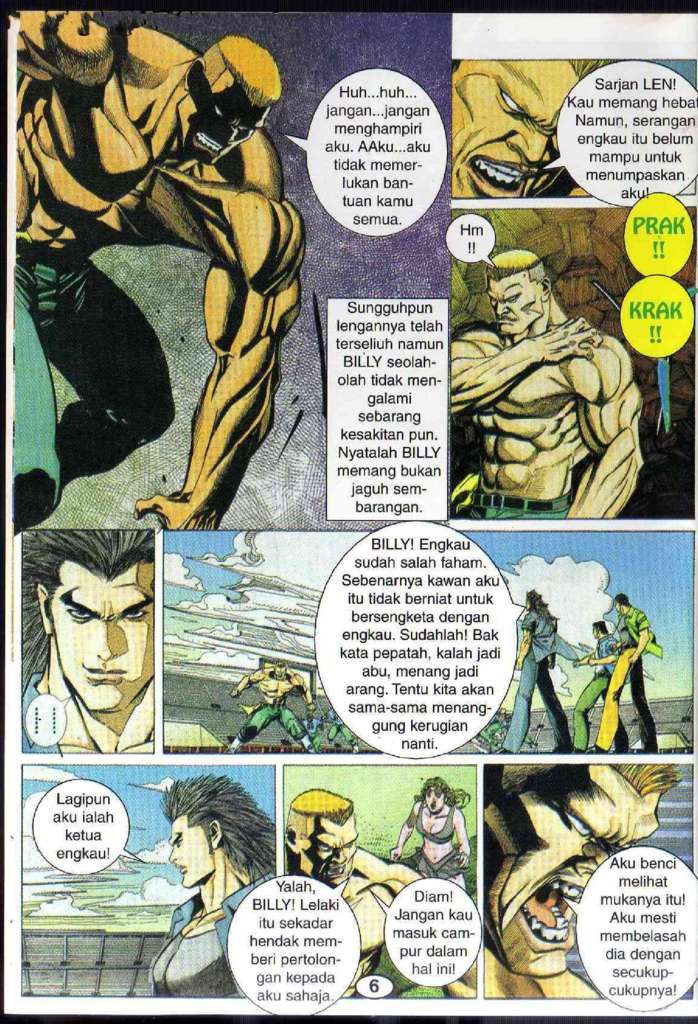 Huh...huh...
jangan...jangan
menghampiri
aku. AAku...aku
tidak memer-
lukan ban-
tuan kamu
semua.
Sarjan LEN!
Kau memang hebat
Namun, serangan
engkau itu belum
mampu untuk
menumpaskan
aku!
Hm
!!
PRAK
!!
KRAK
!!
Sungguhpun
lengannya telah
terseliuh namun
BILLY seolah-
olah tidak men-
galami
sebarang
kesakitan pun.
Nyatalah BILLY
memang bukan
jaguh sem-
barangan.
!!
BILLY! Engkau
sudah salah faham.
Sebenarnya kawan aku
itu tidak berniat untuk
bersengketa dengan
engkau. Sudahlah! Bak
kata pepatah, kalah jadi
abu, menang jadi
arang. Tentu kita akan
sama-sama menang-
gung kerugian
nanti.
Lagipun
aku ialah
ketua
engkau!
Yalah,
BILLY! Lelaki
itu sekadar
hendak mem-
beri pertolon-
gan kepada
aku sahaja.
Diam!
Jangan kau
masuk cam-
pur dalam
hal ini!
Aku benci
melihat
mukanya itu!
Aku mesti
membelasah
dia dengan
secukup-
cukupnya!
6